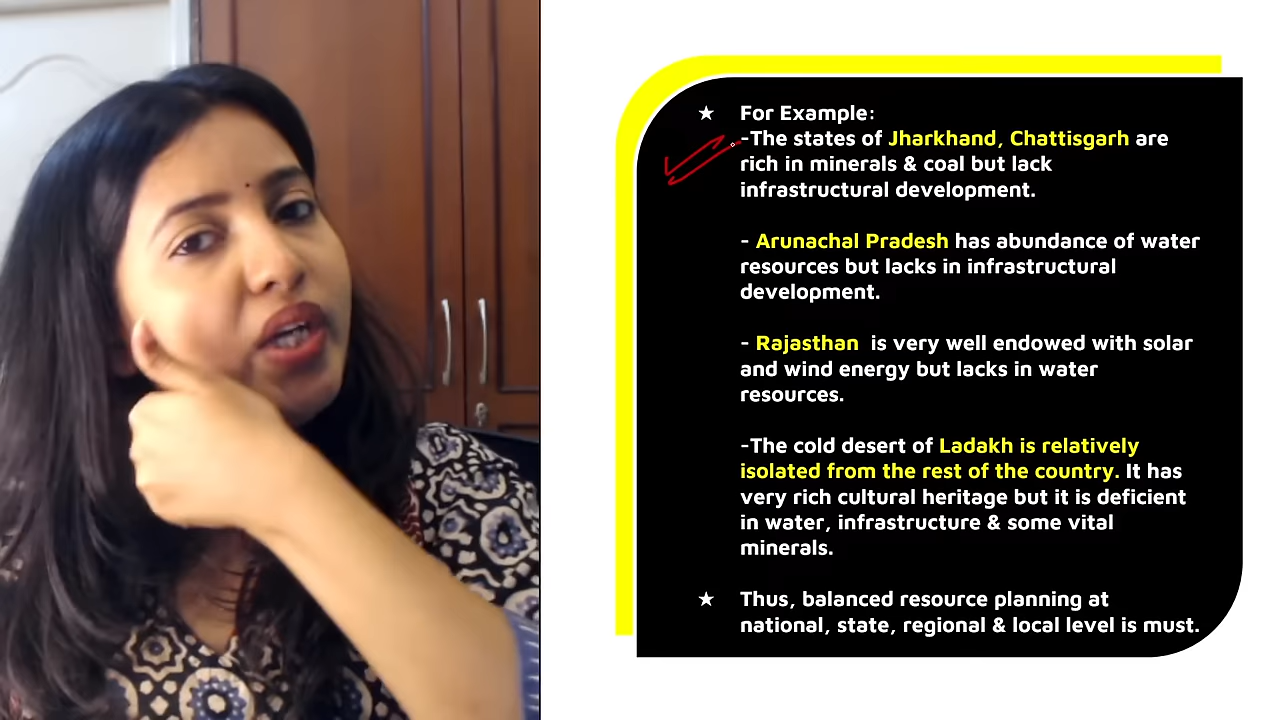 ★ For Example:
-The states of Jharkhand, Chattisgarh are
rich in minerals & coal but lack
infrastructural development.
- Arunachal Pradesh has abundance of water
resources but lacks in infrastructural
development.
- Rajasthan is very well endowed with solar
and wind energy but lacks in water
resources.
-The cold desert of Ladakh is relatively
isolated from the rest of the country. It has
very rich cultural heritage but it is deficient
in water, infrastructure & some vital
minerals.
★ Thus, balanced resource planning at
national, state, regional & local level is must.